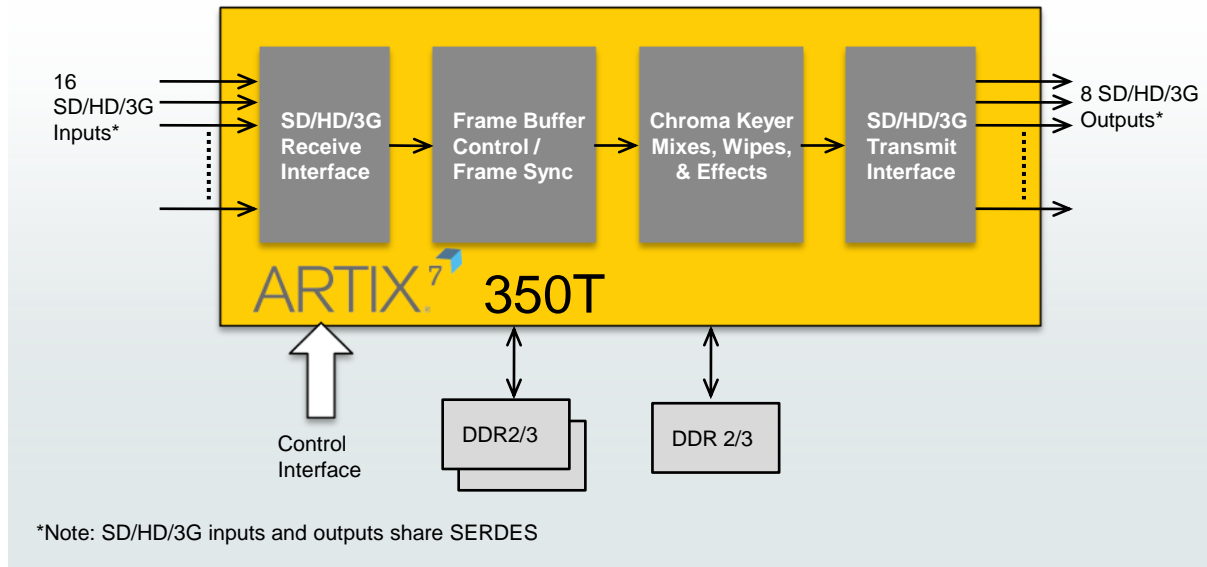 16
SD/HD/3G
Inputs*
SD/HD/3G
Receive
Interface
Frame Buffer
Control /
Frame Sync
Chroma Keyer
Mixes, Wipes,
& Effects
SD/HD/3G
Transmit
Interface
8 SD/HD/3G
Outputs*
ARTIX® 7 350T
Control
Interface
DDR2/3
DDR 2/3
*Note: SD/HD/3G inputs and outputs share SERDES